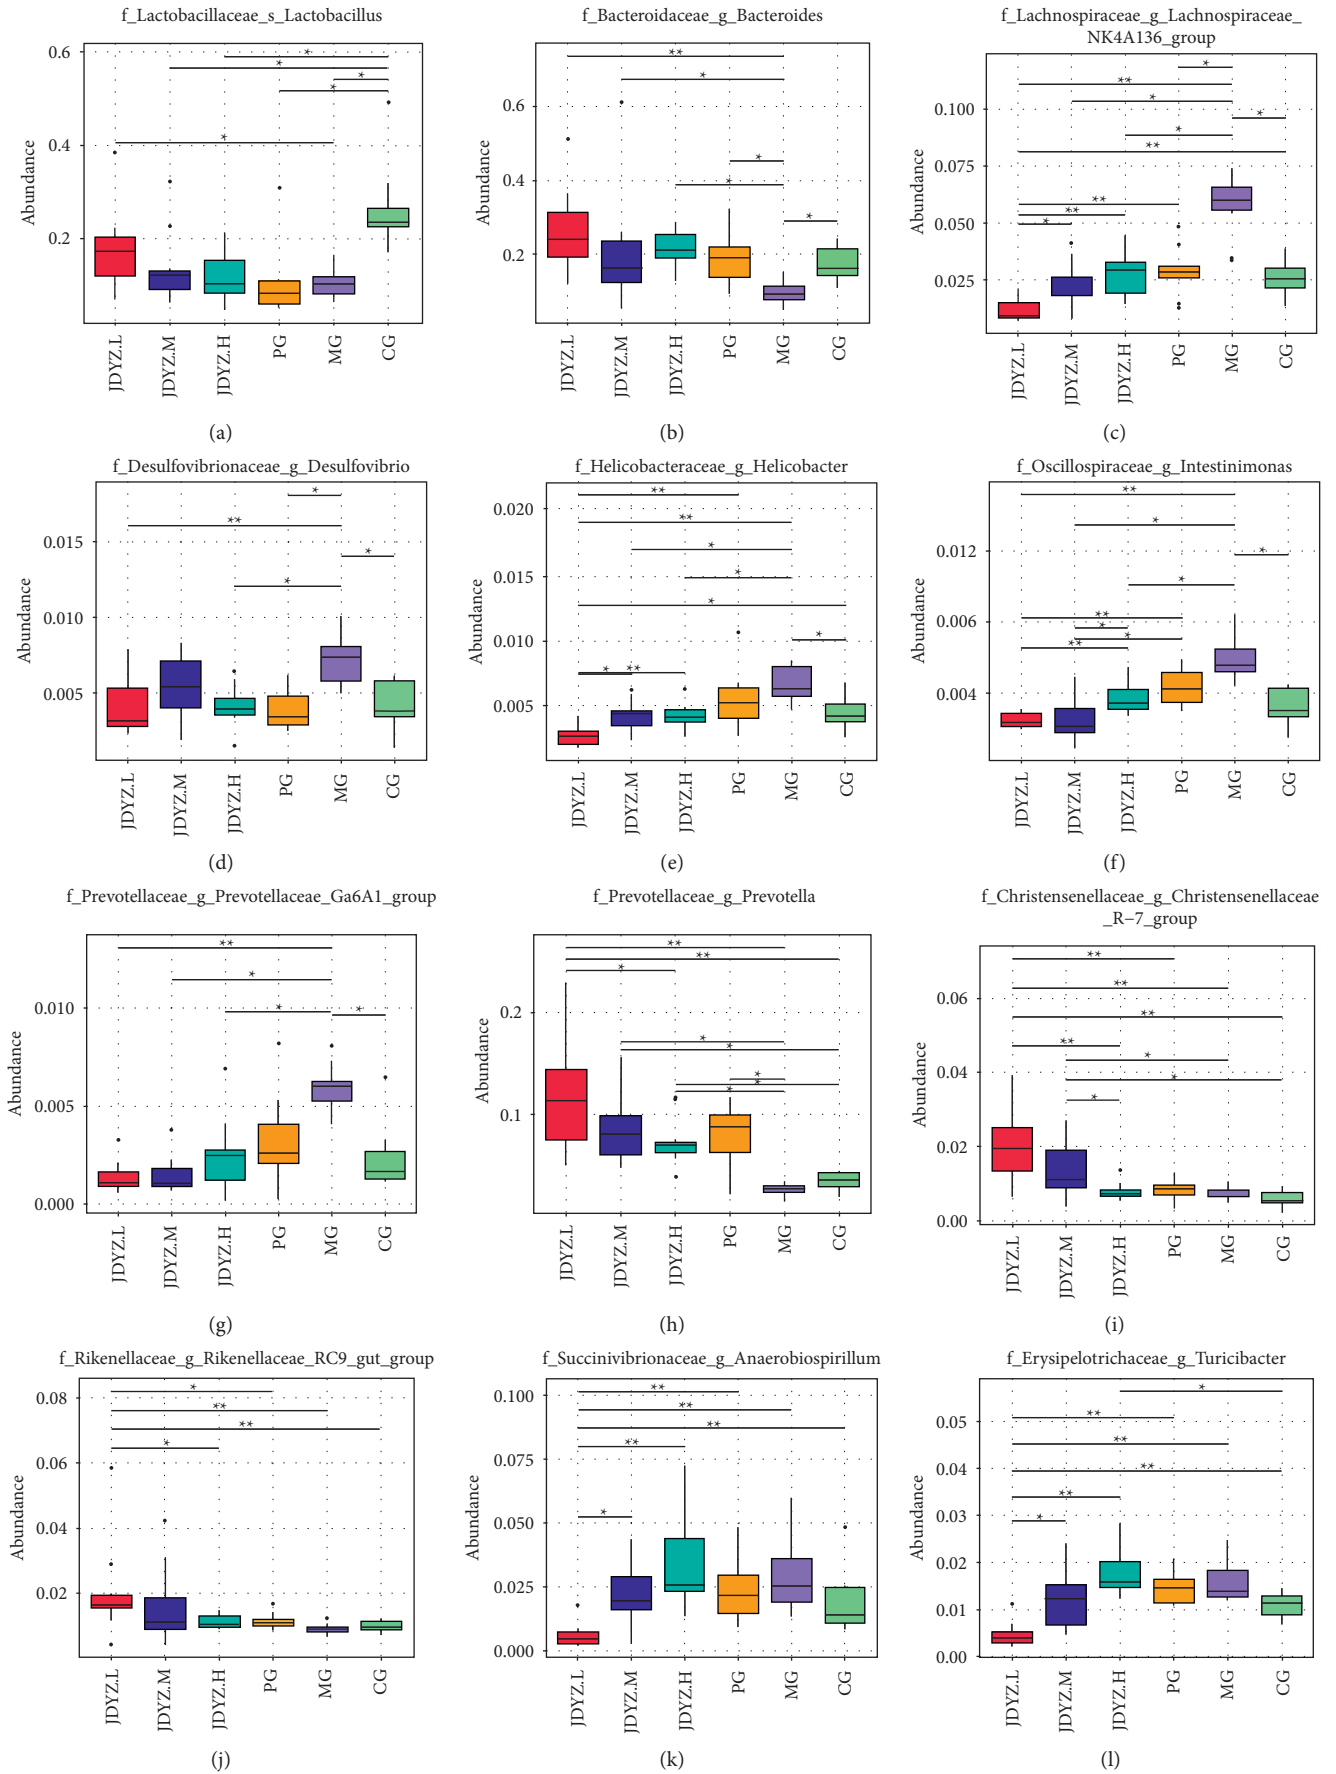 f_Lactobacillaceae_s_Lactobacillus
0.6
0.4
0.2
Abundance
*
*
*
*
*
JDYZ.L
JDYZ.M
JDYZ.H
PG
MG
CG
(a)
f_Bacteroidaceae_g_Bacteroides
0.6
0.4
0.2
Abundance
**
*
*
*
*
JDYZ.L
JDYZ.M
JDYZ.H
PG
MG
CG
(b)
f_Lachnospiraceae_g_Lachnospiraceae_
NK4A136_group
0.100
0.075
0.050
0.025
Abundance
*
**
*
*
*
**
**
**
*
JDYZ.L
JDYZ.M
JDYZ.H
PG
MG
CG
(c)
f_Desulfovibrionaceae_g_Desulfovibrio
0.015
0.010
0.005
Abundance
*
**
*
*
JDYZ.L
JDYZ.M
JDYZ.H
PG
MG
CG
(d)
f_Helicobacteraceae_g_Helicobacter
0.020
0.015
0.010
0.005
Abundance
**
**
*
*
*
*
*
**
JDYZ.L
JDYZ.M
JDYZ.H
PG
MG
CG
(e)
f_Oscillospiraceae_g_Intestinimonas
0.012
0.006
0.004
Abundance
**
*
*
*
**
*
*
**
JDYZ.L
JDYZ.M
JDYZ.H
PG
MG
CG
(f)
f_Prevotellaceae_g_Prevotellaceae_Ga6A1_group
0.010
0.005
0.000
Abundance
**
*
*
*
JDYZ.L
JDYZ.M
JDYZ.H
PG
MG
CG
(g)
f_Prevotellaceae_g_Prevotella
0.2
0.1
Abundance
**
**
*
*
*
*
*
*
JDYZ.L
JDYZ.M
JDYZ.H
PG
MG
CG
(h)
f_Christensenellaceae_g_Christensenellaceae
_R−7_group
0.06
0.04
0.02
0.00
Abundance
**
**
**
**
*
*
*
JDYZ.L
JDYZ.M
JDYZ.H
PG
MG
CG
(i)
f_Rikenellaceae_g_Rikenellaceae_RC9_gut_group
0.08
0.06
0.04
0.02
Abundance
*
**
**
*
JDYZ.L
JDYZ.M
JDYZ.H
PG
MG
CG
(j)
f_Succinivibrionaceae_g_Anaerobiospirillum
0.100
0.075
0.050
0.025
0.000
Abundance
**
**
**
**
*
JDYZ.L
JDYZ.M
JDYZ.H
PG
MG
CG
(k)
f_Erysipelotrichaceae_g_Turicibacter
0.05
0.04
0.03
0.02
0.01
0.00
Abundance
*
**
**
**
**
*
JDYZ.L
JDYZ.M
JDYZ.H
PG
MG
CG
(l)